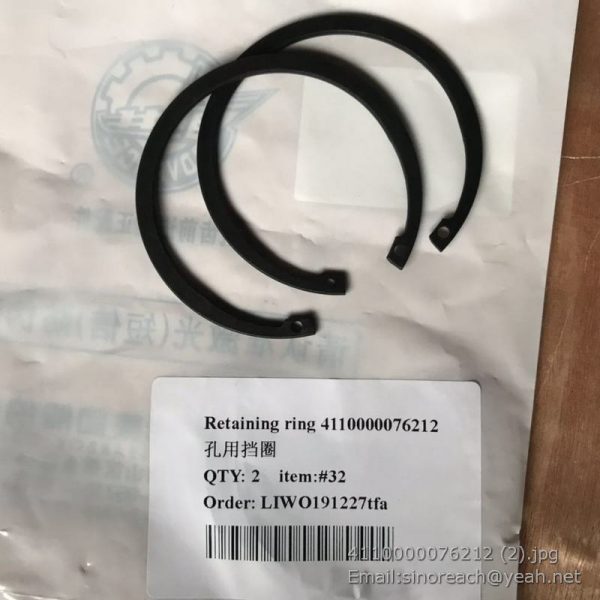 Retaining ring 4110000076212
孔用挡圈
QTY: 2 item:#32
Order: LIWO191227tfa
4110000076212 (2).jpg
Email:sinoreach@yeah.net